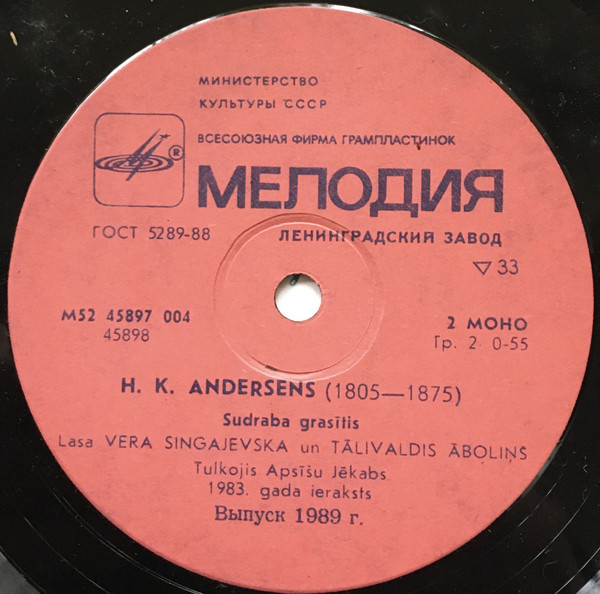 МИНИСТЕРСТВО
КУЛЬТУРЫ СССР
ВСЕСОЮЗНАЯ ФИРМА ГРАМПЛАСТИНОК
®
МЕЛОДИЯ
ГОСТ 5289-88 ЛЕНИНГРАДСКИЙ ЗАВОД
▽ 33
М52 45897 004 2 МОНО
45898 Гр. 2 0-55
H. K. ANDERSENS (1805—1875)
Sudraba grasītis
Lasa VERA SINGAJEVSKA un TĀLIVALDIS ĀBOLIŅŠ
Tulkojis Apsīšu Jēkabs
1983. gada ieraksts
Выпуск 1989 г.